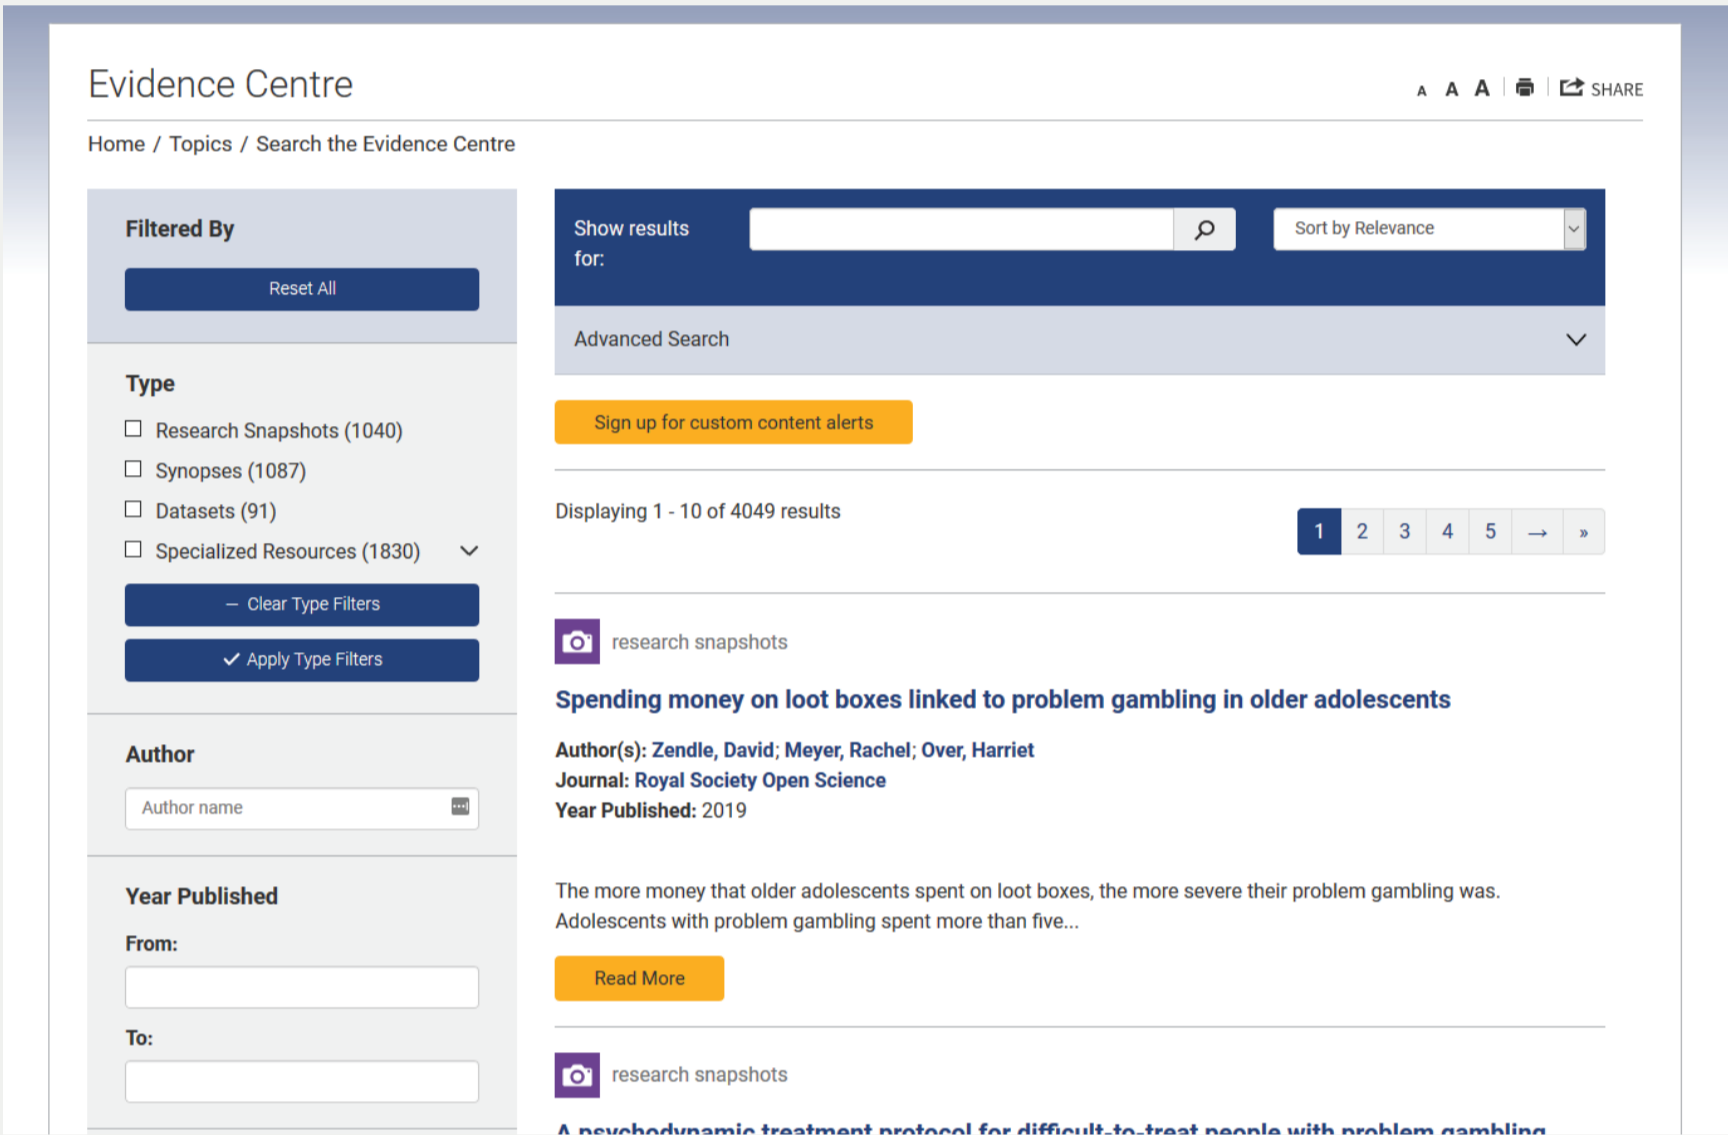 Evidence Centre
A A A SHARE
Home / Topics / Search the Evidence Centre
Filtered By
Reset All
Type
Research Snapshots (1040)
Synopses (1087)
Datasets (91)
Specialized Resources (1830)
– Clear Type Filters
✓ Apply Type Filters
Author
Author name
Year Published
From:
To:
Show results
for:
Sort by Relevance
Advanced Search
Sign up for custom content alerts
Displaying 1 - 10 of 4049 results
1 2 3 4 5 → »
research snapshots
Spending money on loot boxes linked to problem gambling in older adolescents
Author(s): Zendle, David; Meyer, Rachel; Over, Harriet
Journal: Royal Society Open Science
Year Published: 2019
The more money that older adolescents spent on loot boxes, the more severe their problem gambling was.
Adolescents with problem gambling spent more than five...
Read More
research snapshots
A psychodynamic treatment protocol for difficult-to-treat people with problem gambling